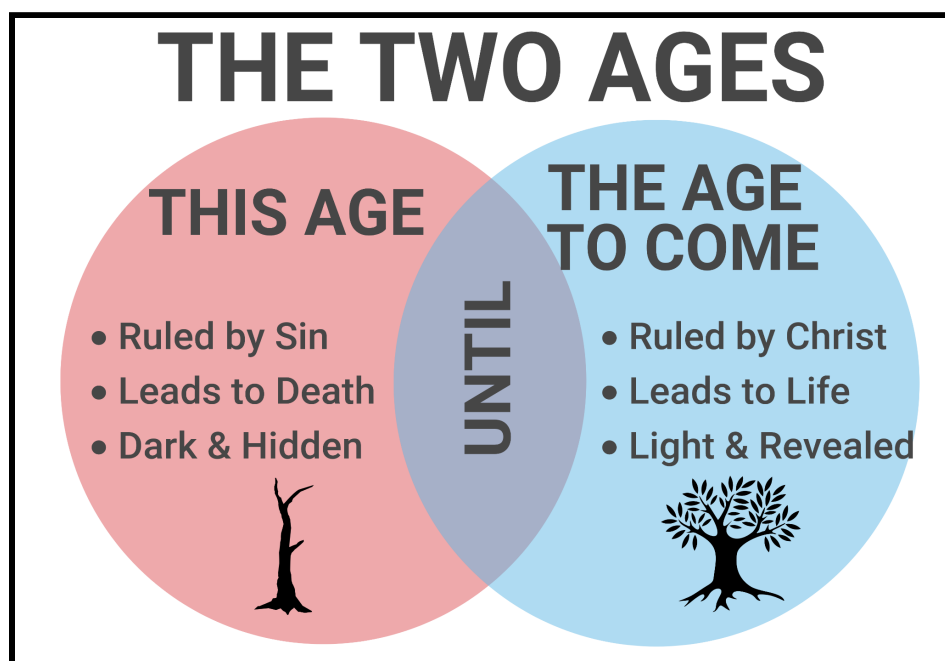 THE TWO AGES
THIS AGE
• Ruled by Sin
• Leads to Death
• Dark & Hidden
UNTIL
THE AGE
TO COME
• Ruled by Christ
• Leads to Life
• Light & Revealed